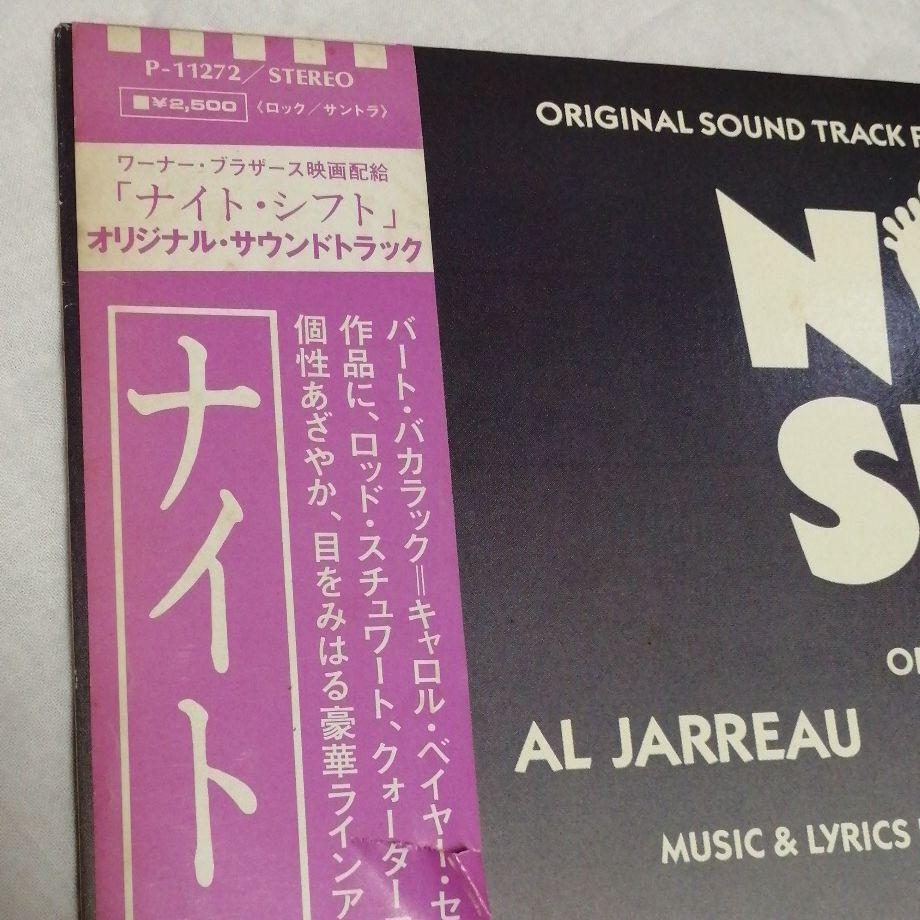 P-11272/STEREO
■¥2,500 〈ロック/サントラ〉
ワーナー・ブラザース映画配給
「ナイト・シフト」
オリジナル・サウンドトラック
バート・バカラック=キャロル・ベイヤー・セ
作品に、ロッド・スチュワート、クォーター
個性あざやか、目をみはる豪華ラインア
ナイト
ORIGINAL SOUND TRACK F
N
S
AL JARREAU
MUSIC & LYRICS